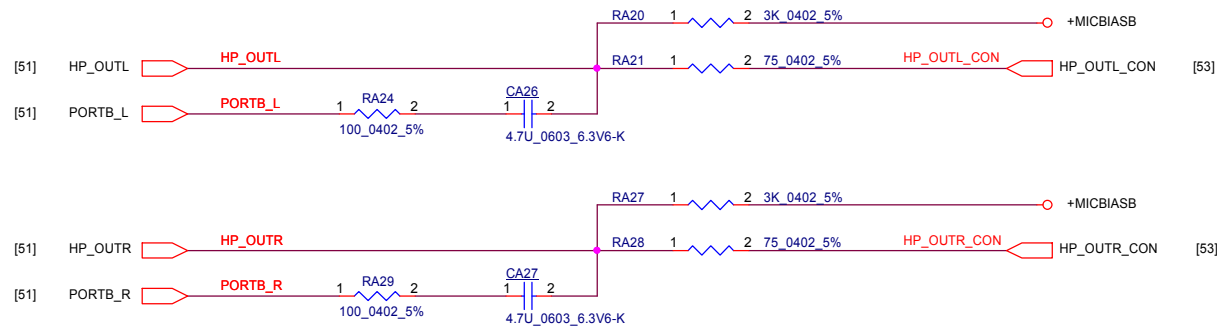 RA20 1 2 3K_0402_5% +MICBIASB
[51] HP_OUTL HP_OUTL RA21 1 2 75_0402_5% HP_OUTL_CON HP_OUTL_CON [53]
[51] PORTB_L PORTB_L 1 RA24 2 1 CA26 2
100_0402_5% 4.7U_0603_6.3V6-K
RA27 1 2 3K_0402_5% +MICBIASB
[51] HP_OUTR HP_OUTR RA28 1 2 75_0402_5% HP_OUTR_CON HP_OUTR_CON [53]
[51] PORTB_R PORTB_R 1 RA29 2 1 CA27 2
100_0402_5% 4.7U_0603_6.3V6-K